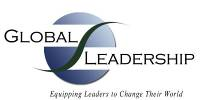 GLOBAL
LEADERSHIP
Equipping Leaders to Change Their World